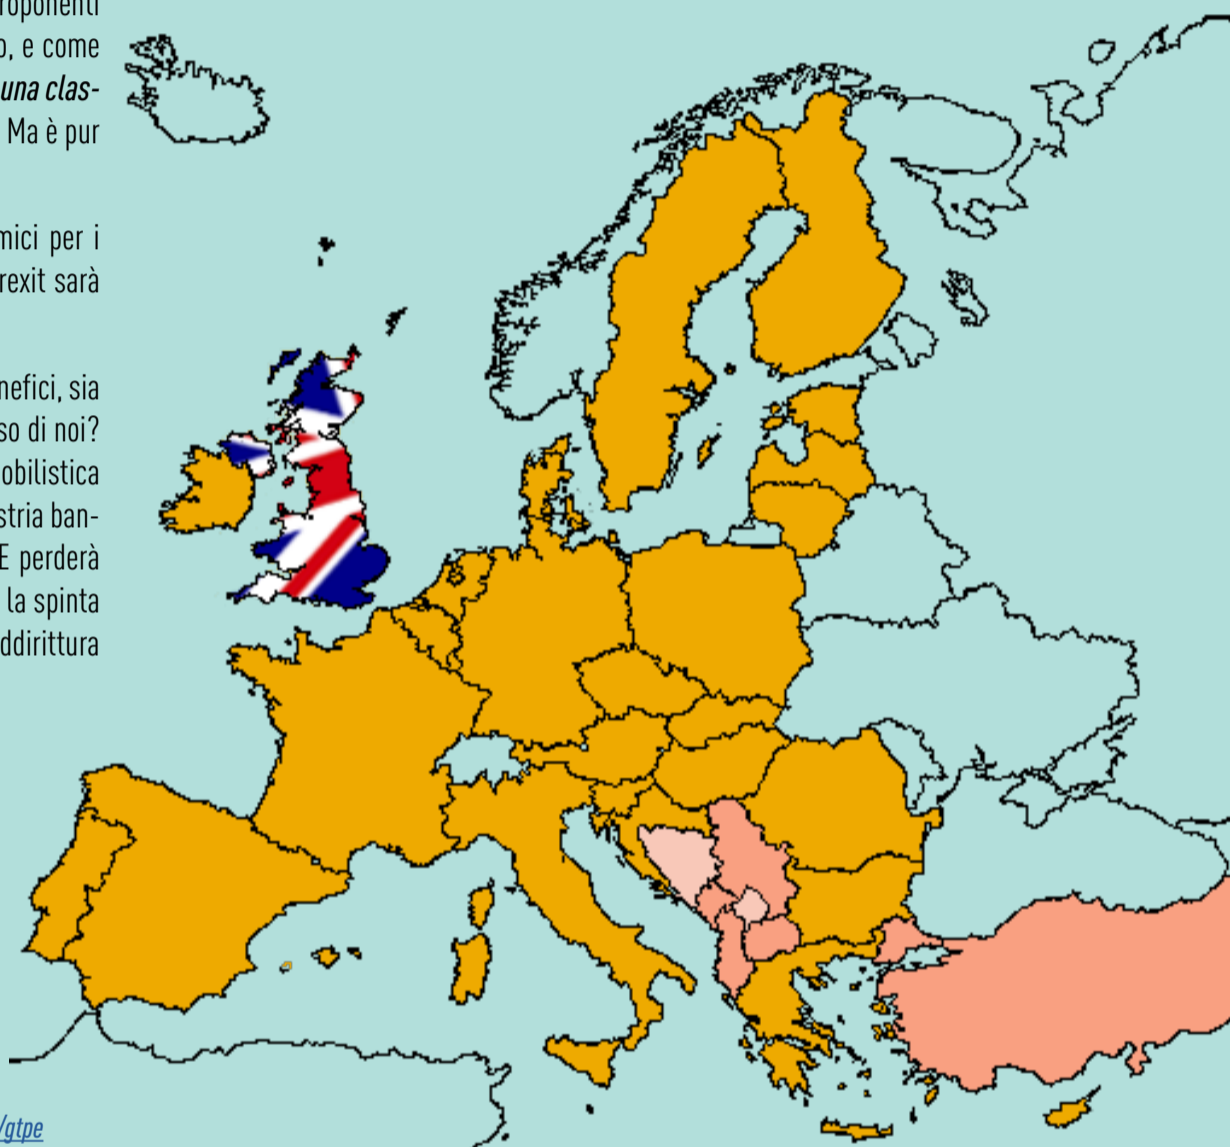 roponenti
o, e come
una clas-
Ma è pur
mici per i
rexit sarà
nefici, sia
so di noi?
obilistica
stria ban-
E perderà
la spinta
ddirittura
/gtpe